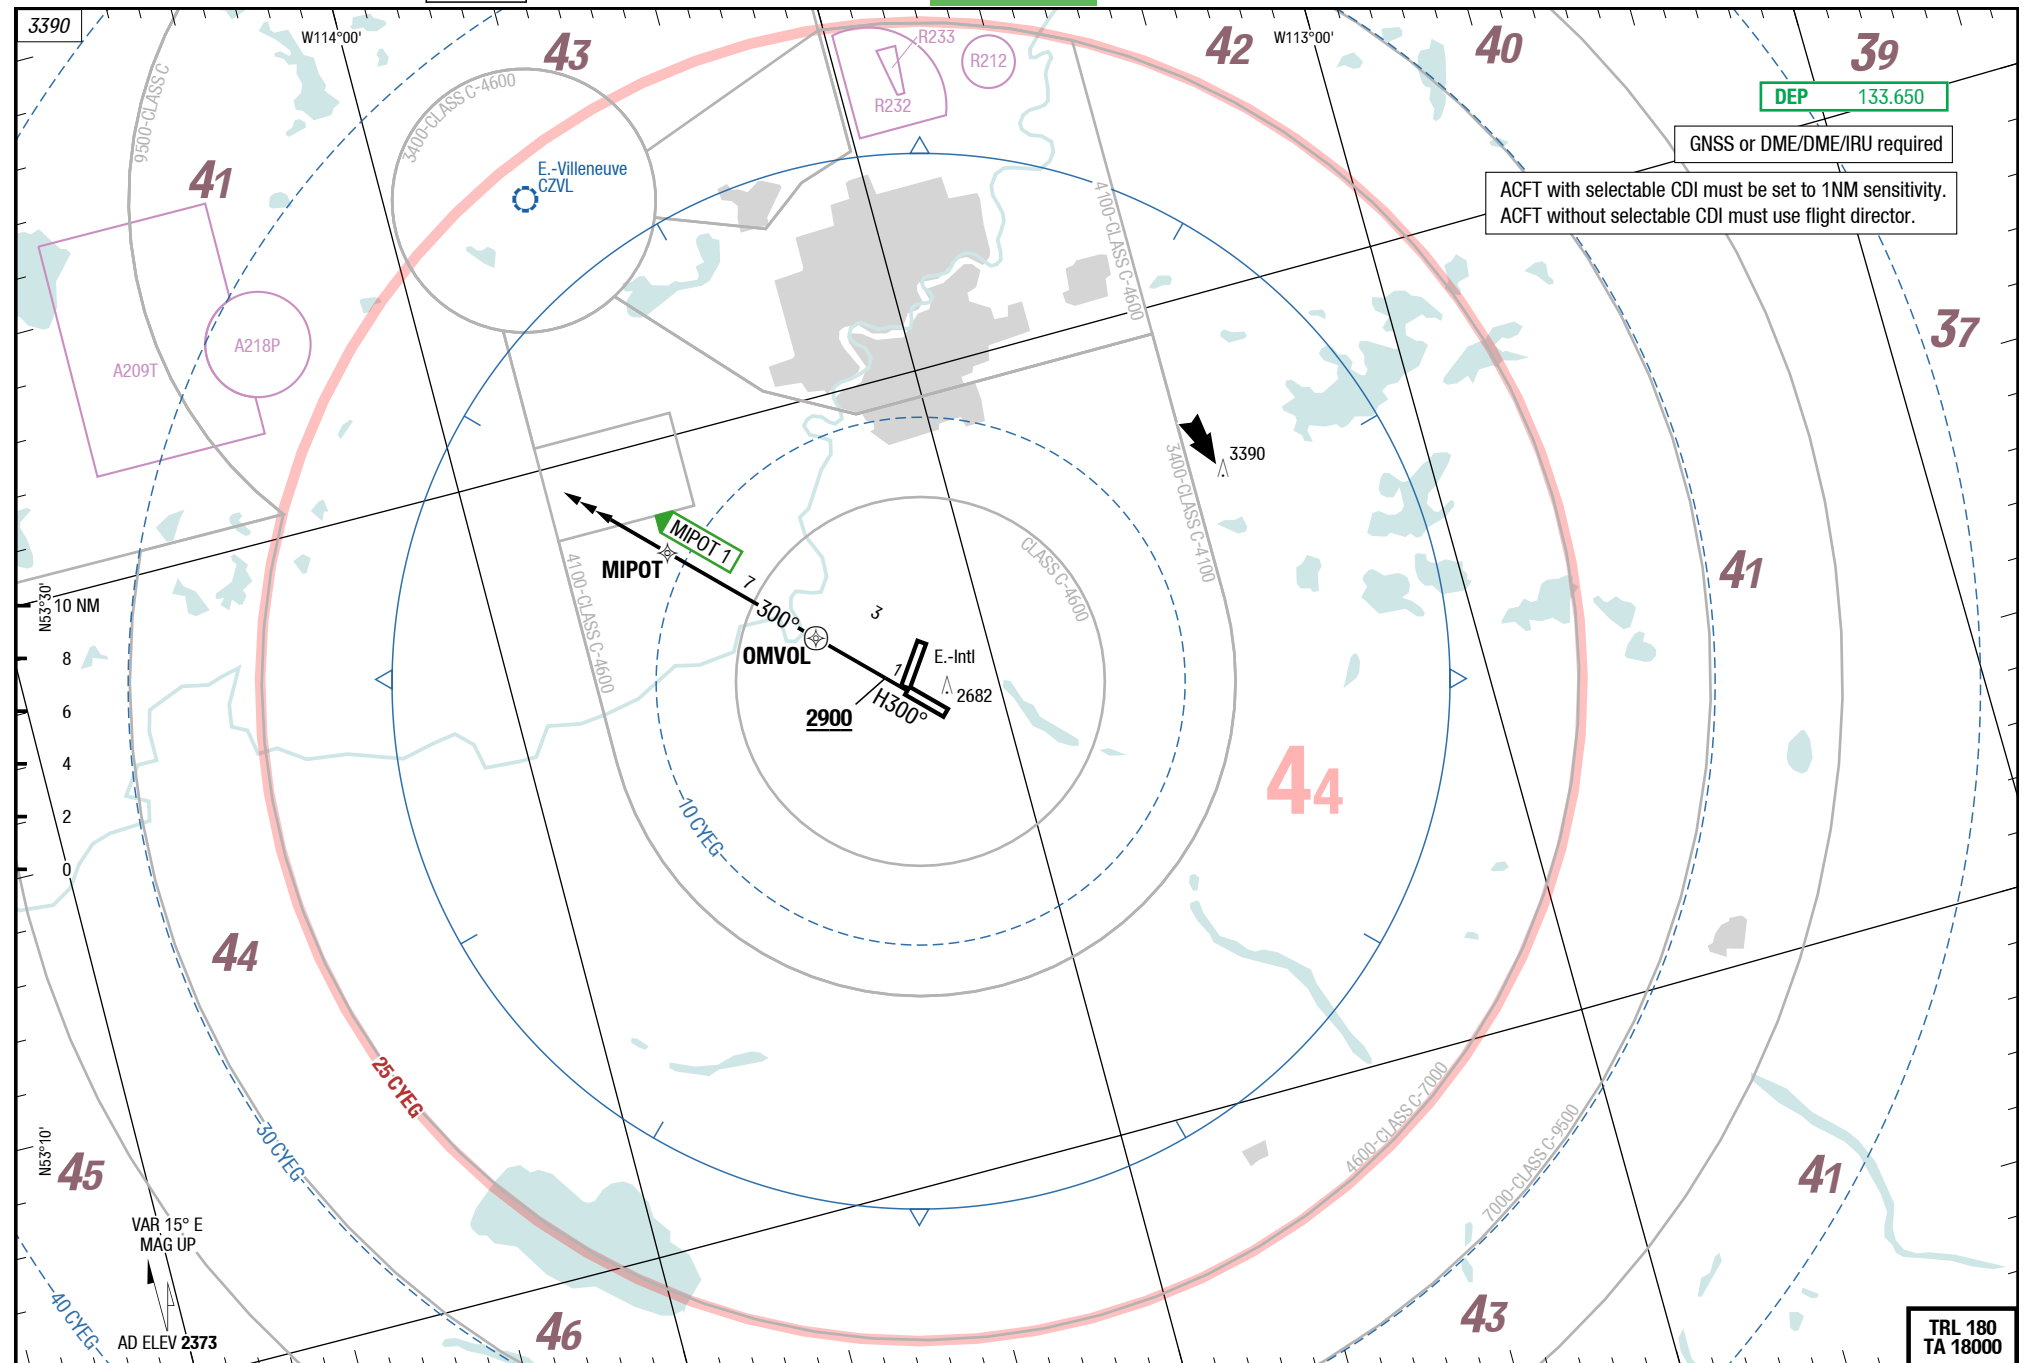 3390
W114°00'
43
R233
R212
R232
42
W113°00'
40
39
DEP 133.650
GNSS or DME/DME/IRU required
ACFT with selectable CDI must be set to 1NM sensitivity.
ACFT without selectable CDI must use flight director.
9500-CLASS C
3400-CLASS C-4600
E.-Villeneuve
CZVL
41
4100-CLASS C-4600
A218P
A209T
37
3390
3400-CLASS C-4100
MIPOT 1
MIPOT
7
300°
OMVOL
3
1
E.-Intl
2682
H300°
2900
CLASS C-4600
4100-CLASS C-4600
41
N53°30'
10 NM
8
6
4
2
0
44
10 CYEG
44
25 CYEG
30 CYEG
4600-CLASS C-7000
7000-CLASS C-9500
N53°10'
45
41
VAR 15° E
MAG UP
40 CYEG
AD ELEV 2373
46
43
TRL 180
TA 18000